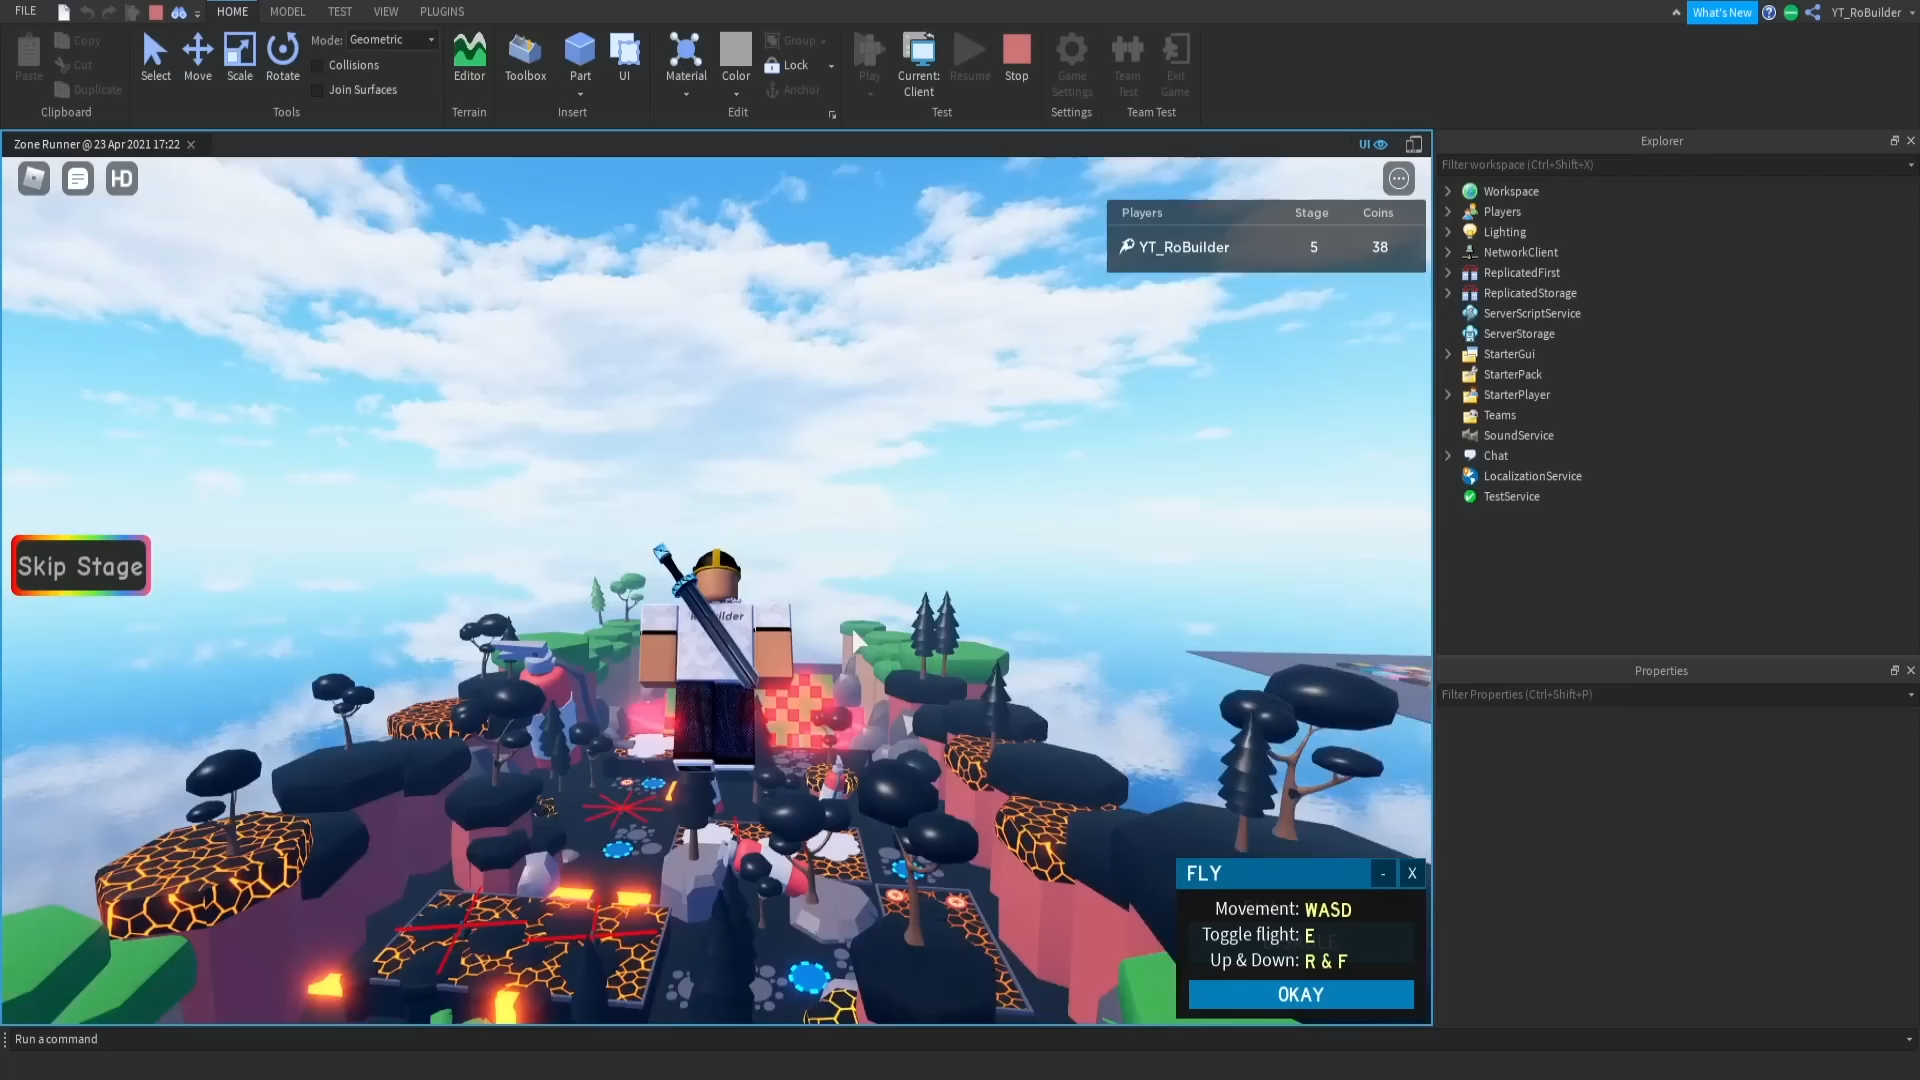 FILE
HOME
MODEL
TEST
VIEW
PLUGINS
What's New
YT_RoBuilder
Paste
Copy
Cut
Duplicate
Clipboard
Select
Move
Scale
Rotate
Mode: Geometric
Collisions
Join Surfaces
Tools
Editor
Terrain
Toolbox
Part
UI
Insert
Material
Color
Group
Lock
Anchor
Edit
Play
Current:
Client
Resume
Stop
Test
Game
Settings
Settings
Team
Test
Exit
Game
Team Test
Zone Runner @ 23 Apr 2021 17:22
UI
HD
Players Stage Coins
YT_RoBuilder 5 38
Skip Stage
FLY - X
Movement: WASD
Toggle flight: E
Up & Down: R & F
OKAY
Explorer
Filter workspace (Ctrl+Shift+X)
Workspace
Players
Lighting
NetworkClient
ReplicatedFirst
ReplicatedStorage
ServerScriptService
ServerStorage
StarterGui
StarterPack
StarterPlayer
Teams
SoundService
Chat
LocalizationService
TestService
Properties
Filter Properties (Ctrl+Shift+P)
Run a command